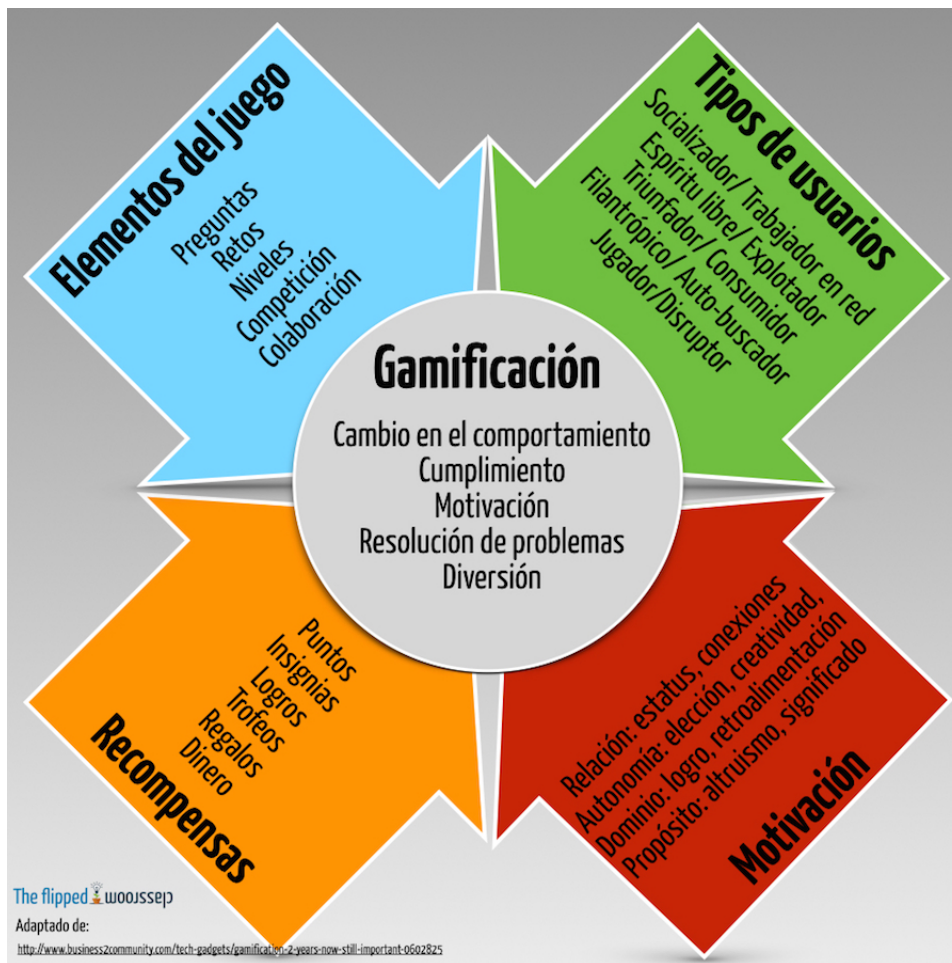 Elementos del juego
Preguntas
Retos
Niveles
Competición
Colaboración
Tipos de usuarios
Socializador/ Trabajador en red
Espíritu libre/ Explotador
Triunfador/ Consumidor
Filantrópico/ Auto-buscador
Jugador/Disruptor
Gamificación
Cambio en el comportamiento
Cumplimiento
Motivación
Resolución de problemas
Diversión
Puntos
Insignias
Logros
Trofeos
Regalos
Dinero
Recompensas
Relación: estatus, conexiones
Autonomía: elección, creatividad,
Dominio: logro, retroalimentación
Propósito: altruismo, significado
Motivación
The flipped classroom
Adaptado de:
http://www.business2community.com/tech-gadgets/gamification-2-years-now-still-important-0602825